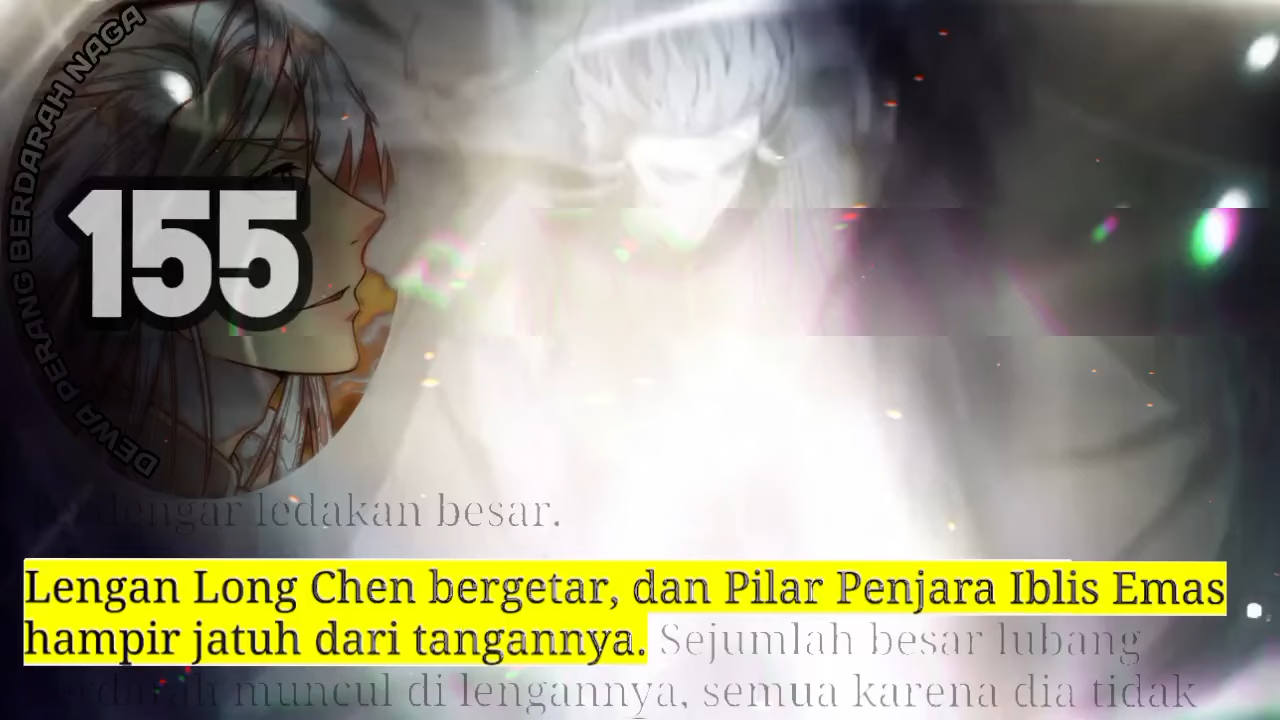 DEWA PERANG BERDARAH NAGA
155
ledakan besar.
Lengan Long Chen bergetar, dan Pilar Penjara Iblis Emas
hampir jatuh dari tangannya. Sejumlah besar lubang
muncul di lengannya, semua karena dia tidak